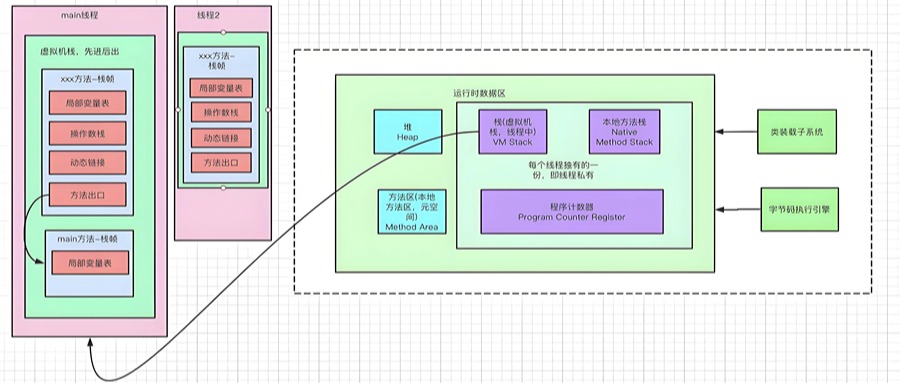 main线程
虚拟机栈，先进后出
xxx方法-栈帧
局部变量表
操作数栈
动态链接
方法出口
main方法-栈帧
局部变量表
线程2
xxx方法-
栈帧
局部变量表
操作数栈
动态链接
方法出口
运行时数据区
堆
Heap
栈(虚拟机
栈，线程中)
VM Stack
本地方法栈
Native
Method Stack
每个线程独有的一
份，即线程私有
方法区(本地
方法区，元空
间)
Method Area
程序计数器
Program Counter Register
类装载子系统
字节码执行引擎